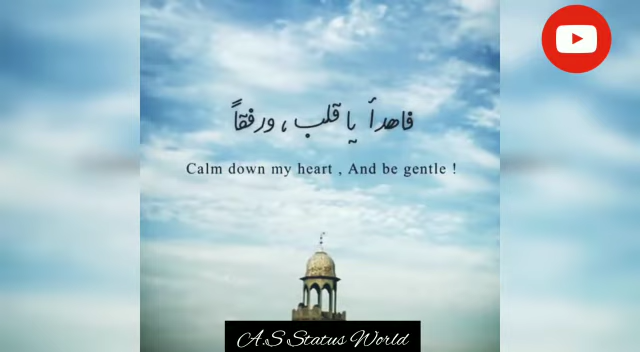 فاهدأ يا قلب ، ورفقاً
Calm down my heart , And be gentle !
A.S Status World